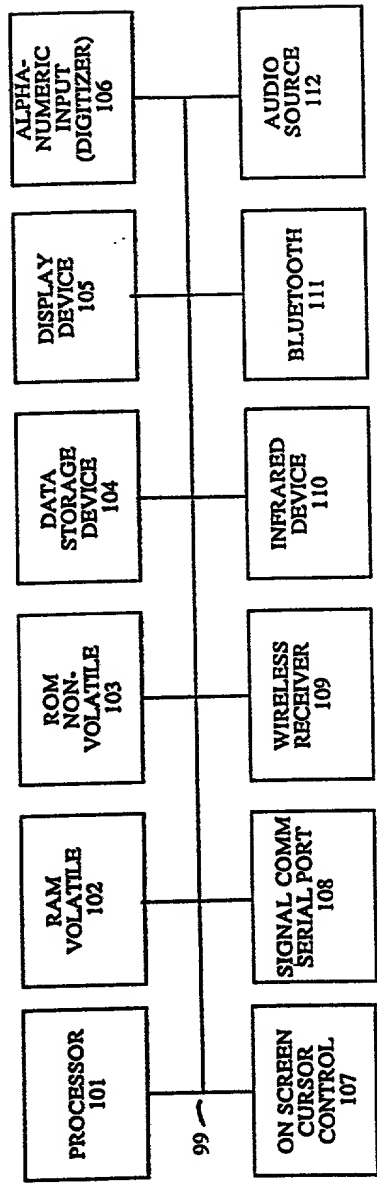 PROCESSOR
101
RAM
VOLATILE
102
ROM
NON-
VOLATILE
103
DATA
STORAGE
DEVICE
104
DISPLAY
DEVICE
105
ALPHA-
NUMERIC
INPUT
(DIGITIZER)
106
99
ON SCREEN
CURSOR
CONTROL
107
SIGNAL COMM
SERIAL PORT
108
WIRELESS
RECEIVER
109
INFRARED
DEVICE
110
BLUETOOTH
111
AUDIO
SOURCE
112